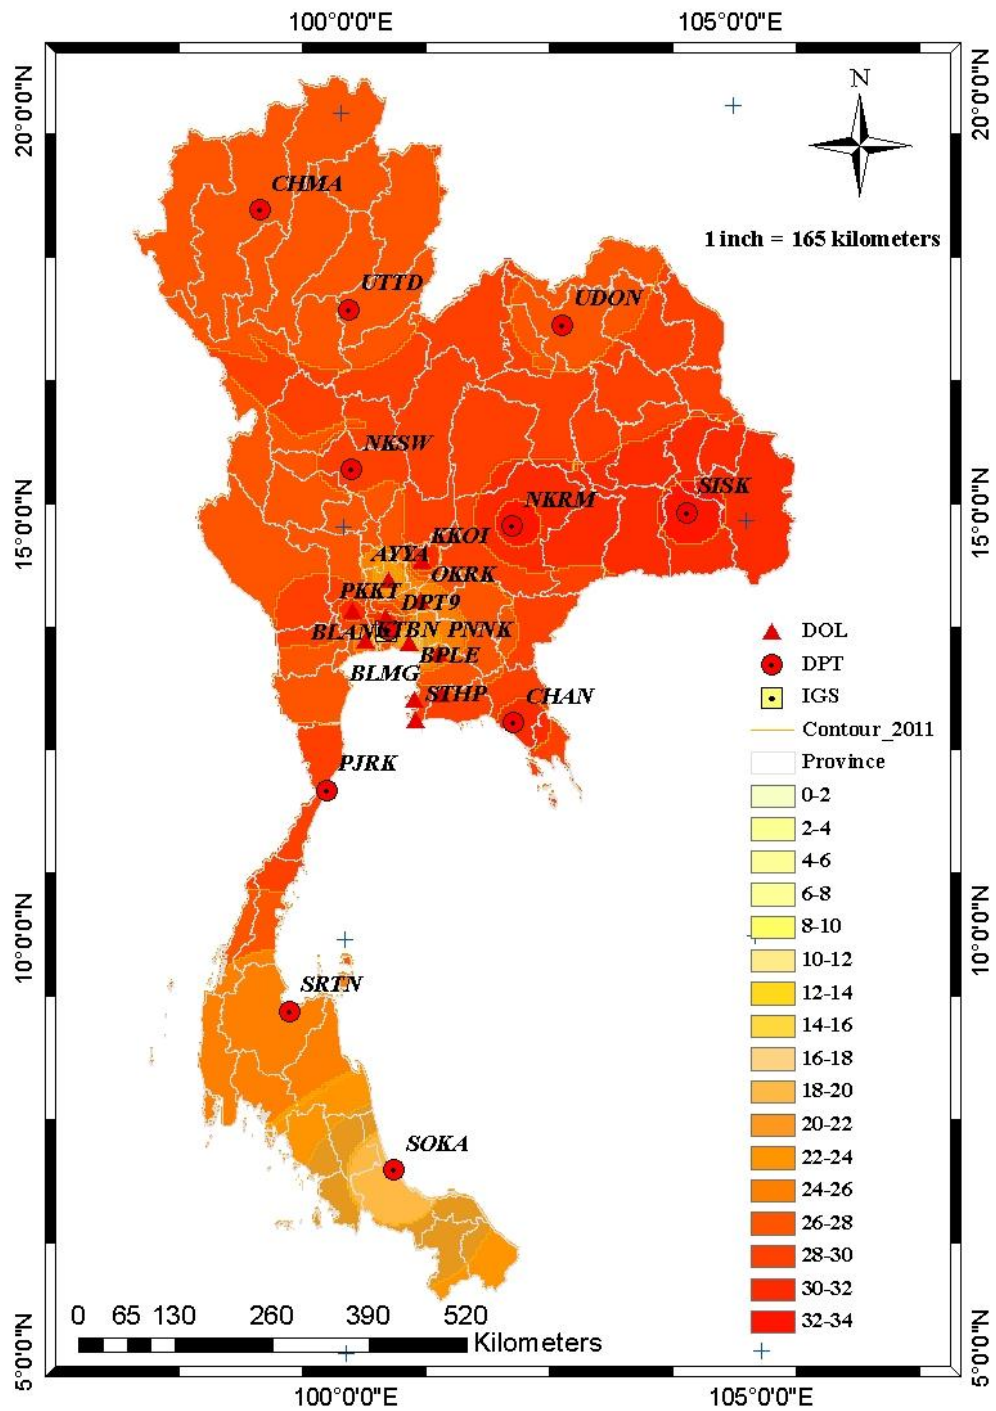 100°0'0"E 105°0'0"E
20°0'0"N 20°0'0"N
N
CHMA
1 inch = 165 kilometers
UTTD
UDON
NKSW
SISK
NKRM
15°0'0"N 15°0'0"N
KKOI
AYYA
OKRK
PKKT
DPT9
BLAN KTBN PNNK
BPLE
BLMG
STHP CHAN
PJRK
DOL
DPT
IGS
Contour_2011
Province
0-2
2-4
4-6
6-8
8-10
10-12
12-14
14-16
16-18
18-20
20-22
22-24
24-26
26-28
28-30
30-32
32-34
10°0'0"N 10°0'0"N
SRTN
SOKA
0 65 130 260 390 520
Kilometers
5°0'0"N 5°0'0"N
100°0'0"E 105°0'0"E